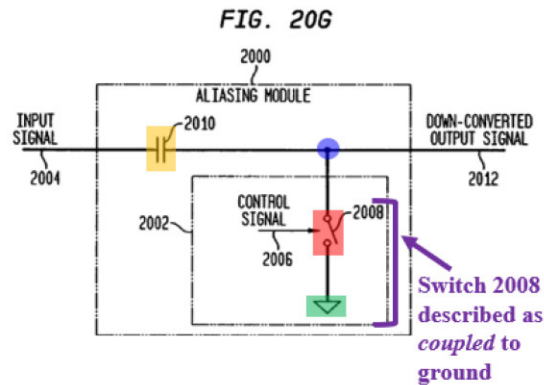 FIG. 20G
2000
ALIASING MODULE
INPUT
SIGNAL
2004
2010
DOWN-CONVERTED
OUTPUT SIGNAL
2012
2002
CONTROL
SIGNAL
2006
2008
Switch 2008
described as
coupled to
ground